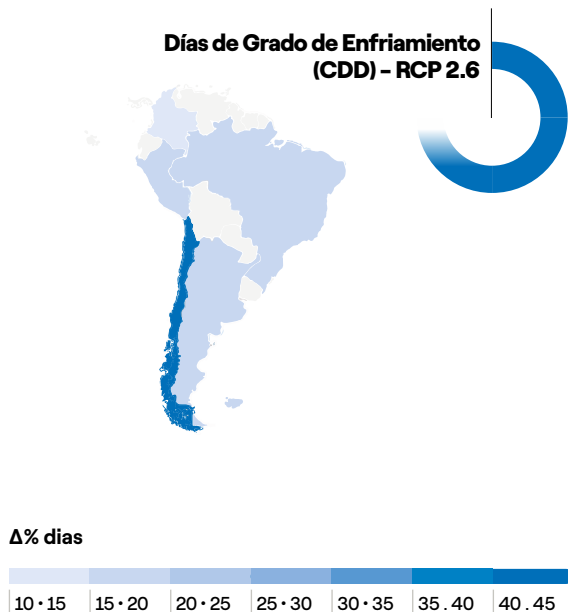 Días de Grado de Enfriamiento
(CDD) – RCP 2.6
Δ% dias
10 • 15 15 • 20 20 • 25 25 • 30 30 • 35 35 . 40 40 . 45